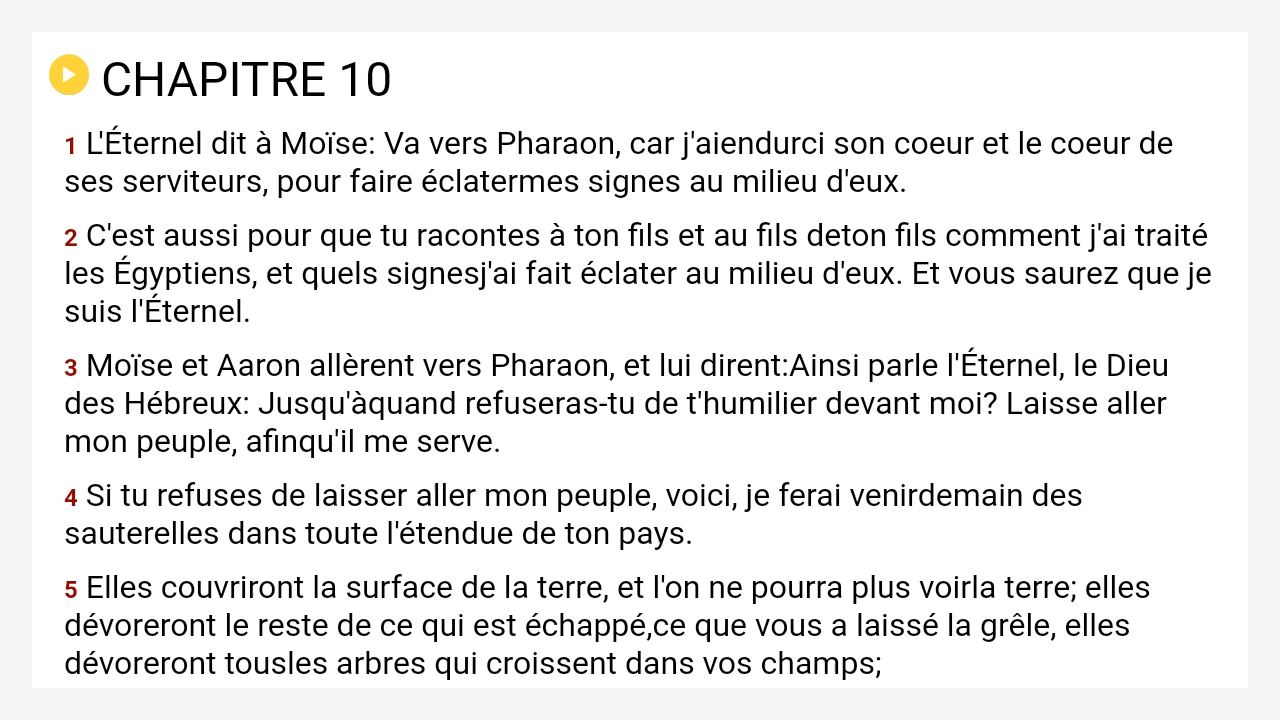 CHAPITRE 10
1 L'Éternel dit à Moïse: Va vers Pharaon, car j'aiendurci son coeur et le coeur de
ses serviteurs, pour faire éclatermes signes au milieu d'eux.
2 C'est aussi pour que tu racontes à ton fils et au fils deton fils comment j'ai traité
les Égyptiens, et quels signesj'ai fait éclater au milieu d'eux. Et vous saurez que je
suis l'Éternel.
3 Moïse et Aaron allèrent vers Pharaon, et lui dirent:Ainsi parle l'Éternel, le Dieu
des Hébreux: Jusqu'àquand refuseras-tu de t'humilier devant moi? Laisse aller
mon peuple, afinqu'il me serve.
4 Si tu refuses de laisser aller mon peuple, voici, je ferai venirdemain des
sauterelles dans toute l'étendue de ton pays.
5 Elles couvriront la surface de la terre, et l'on ne pourra plus voirla terre; elles
dévoreront le reste de ce qui est échappé,ce que vous a laissé la grêle, elles
dévoreront tousles arbres qui croissent dans vos champs;